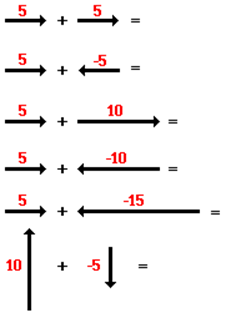 5 + 5 =
5 + -5 =
5 + 10 =
5 + -10 =
5 + -15 =
10 + -5 =